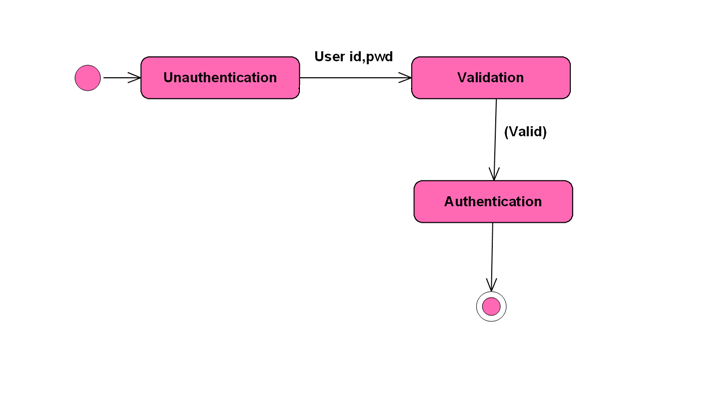 User id,pwd
Unauthentication
Validation
(Valid)
Authentication